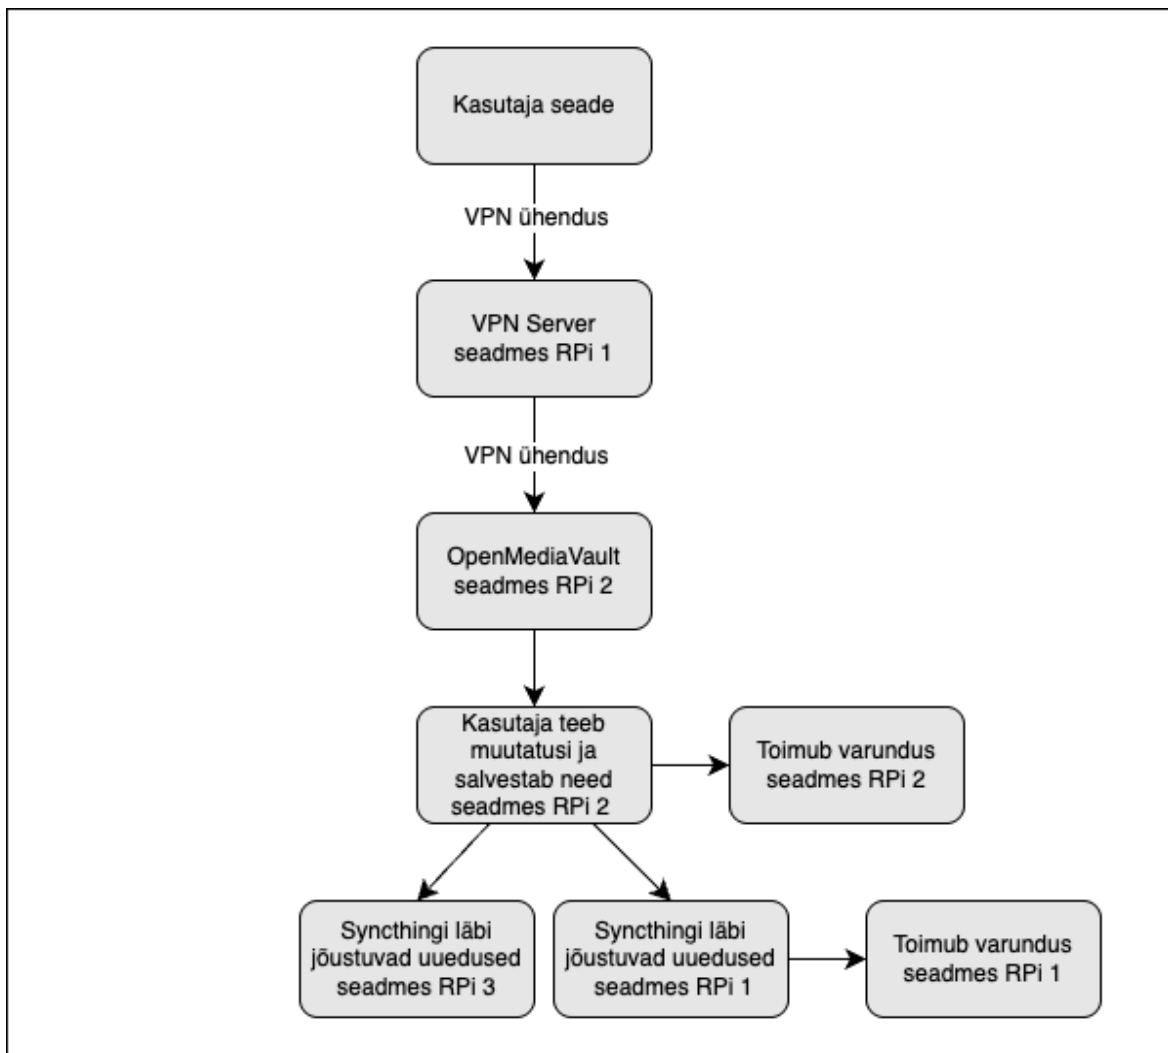 Kasutaja seade
VPN ühendus
VPN Server
seadmes RPi 1
VPN ühendus
OpenMediaVault
seadmes RPi 2
Kasutaja teeb
muutatusi ja
salvestab need
seadmes RPi 2
Toimub varundus
seadmes RPi 2
Syncthingi läbi
jõustuvad uuedused
seadmes RPi 3
Syncthingi läbi
jõustuvad uuedused
seadmes RPi 1
Toimub varundus
seadmes RPi 1